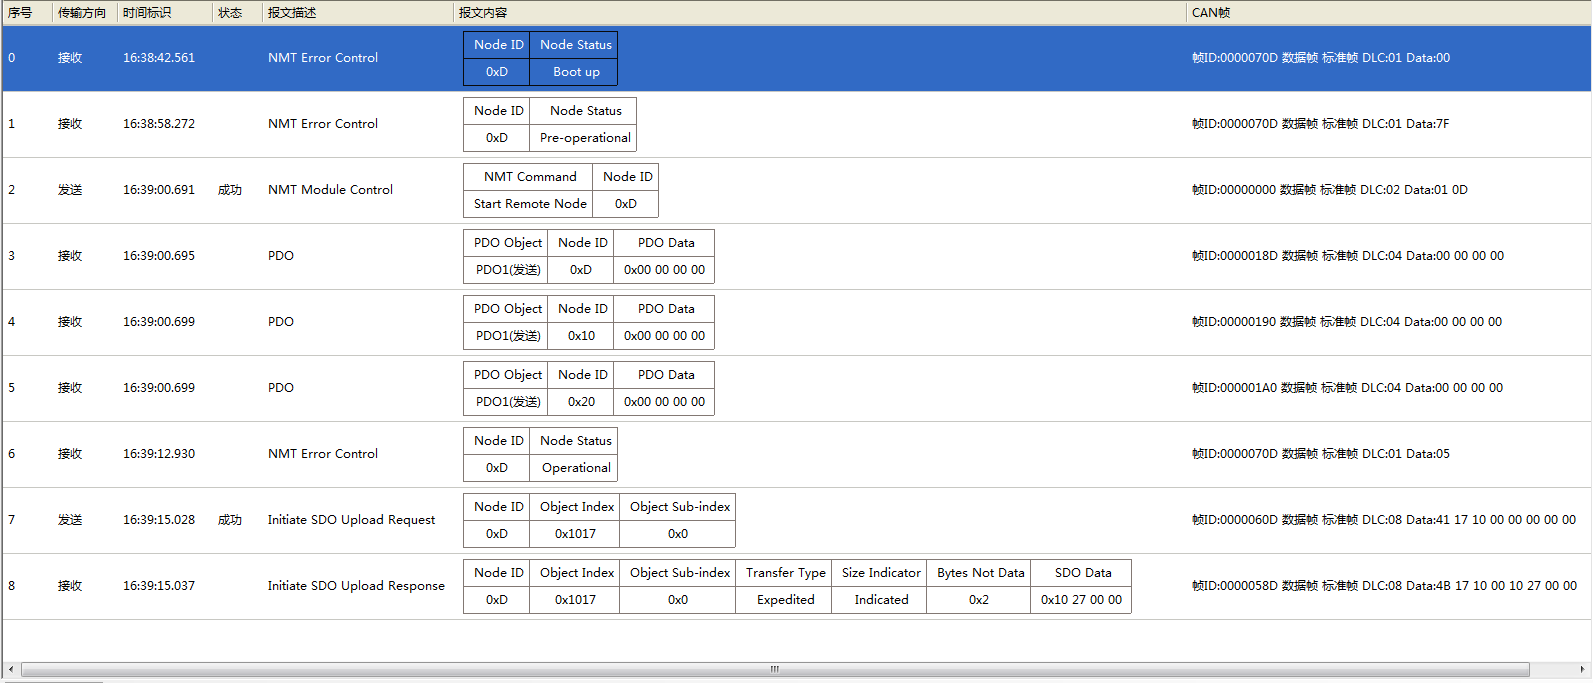 序号 传输方向 时间标识 状态 报文描述 报文内容 CAN帧
Node ID Node Status
0 接收 16:38:42.561 NMT Error Control 0xD Boot up 帧ID:0000070D 数据帧 标准帧 DLC:01 Data:00
Node ID Node Status
1 接收 16:38:58.272 NMT Error Control 0xD Pre-operational 帧ID:0000070D 数据帧 标准帧 DLC:01 Data:7F
NMT Command Node ID
2 发送 16:39:00.691 成功 NMT Module Control Start Remote Node 0xD 帧ID:00000000 数据帧 标准帧 DLC:02 Data:01 0D
PDO Object Node ID PDO Data
3 接收 16:39:00.695 PDO PDO1(发送) 0xD 0x00 00 00 00 帧ID:0000018D 数据帧 标准帧 DLC:04 Data:00 00 00 00
PDO Object Node ID PDO Data
4 接收 16:39:00.699 PDO PDO1(发送) 0x10 0x00 00 00 00 帧ID:00000190 数据帧 标准帧 DLC:04 Data:00 00 00 00
PDO Object Node ID PDO Data
5 接收 16:39:00.699 PDO PDO1(发送) 0x20 0x00 00 00 00 帧ID:000001A0 数据帧 标准帧 DLC:04 Data:00 00 00 00
Node ID Node Status
6 接收 16:39:12.930 NMT Error Control 0xD Operational 帧ID:0000070D 数据帧 标准帧 DLC:01 Data:05
Node ID Object Index Object Sub-index
7 发送 16:39:15.028 成功 Initiate SDO Upload Request 0xD 0x1017 0x0 帧ID:0000060D 数据帧 标准帧 DLC:08 Data:41 17 10 00 00 00 00 00
Node ID Object Index Object Sub-index Transfer Type Size Indicator Bytes Not Data SDO Data
8 接收 16:39:15.037 Initiate SDO Upload Response 0xD 0x1017 0x0 Expedited Indicated 0x2 0x10 27 00 00 帧ID:0000058D 数据帧 标准帧 DLC:08 Data:4B 17 10 00 10 27 00 00